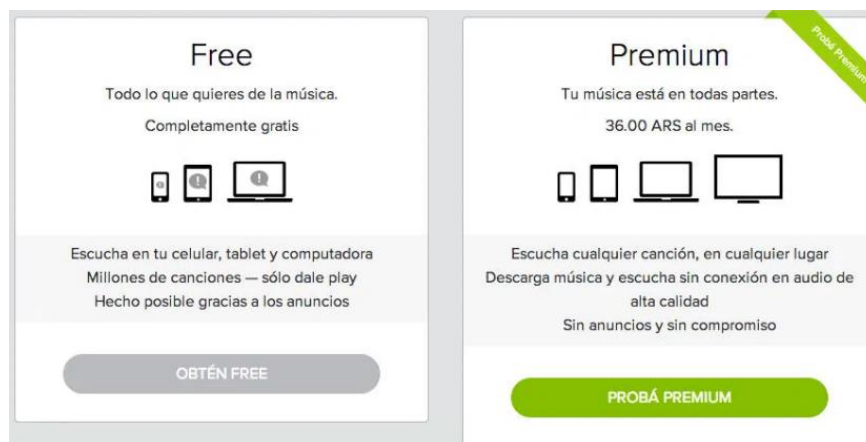 Free
Todo lo que quieres de la música.
Completamente gratis
Escucha en tu celular, tablet y computadora
Millones de canciones — sólo dale play
Hecho posible gracias a los anuncios
OBTÉN FREE
Probá Premium
Premium
Tu música está en todas partes.
36.00 ARS al mes.
Escucha cualquier canción, en cualquier lugar
Descarga música y escucha sin conexión en audio de
alta calidad
Sin anuncios y sin compromiso
PROBÁ PREMIUM